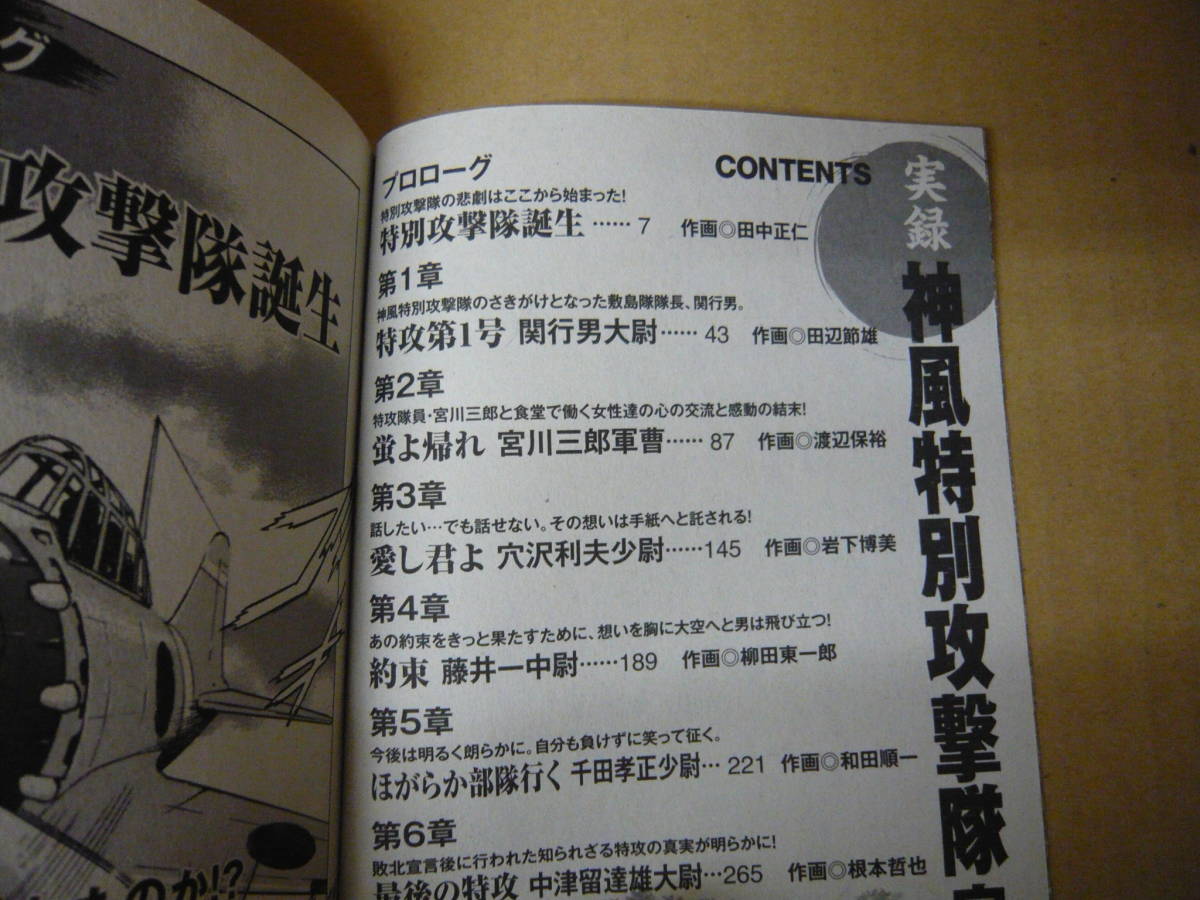 グ
攻撃隊誕生
のか!?
CONTENTS
実録
神風特別攻撃隊
プロローグ
特別攻撃隊の悲劇はここから始まった!
特別攻撃隊誕生……7 作画◎田中正仁
第1章
神風特別攻撃隊のさきがけとなった敷島隊隊長、関行男。
特攻第1号 関行男大尉……43 作画◎田辺節雄
第2章
特攻隊員・宮川三郎と食堂で働く女性達の心の交流と感動の結末!
蛍よ帰れ 宮川三郎軍曹……87 作画◎渡辺保裕
第3章
話したい…でも話せない。その想いは手紙へと託される!
愛し君よ 穴沢利夫少尉……145 作画◎岩下博美
第4章
あの約束をきっと果たすために、想いを胸に大空へと男は飛び立つ!
約束 藤井一中尉……189 作画◎柳田東一郎
第5章
今後は明るく朗らかに。自分も負けずに笑って征く。
ほがらか部隊行く 千田孝正少尉…221 作画◎和田順一
第6章
敗北宣言後に行われた知られざる特攻の真実が明らかに!
最後の特攻 中津留達雄大尉…265 作画◎根本哲也